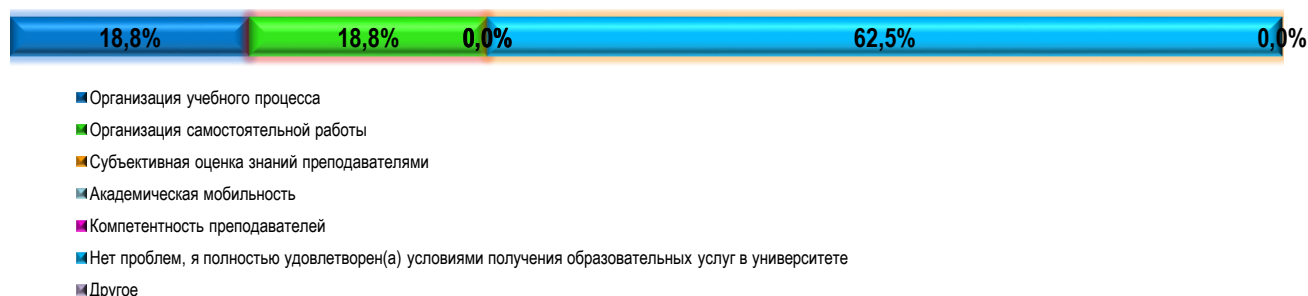 18,8% 18,8% 0,0% 62,5% 0,0%
Организация учебного процесса
Организация самостоятельной работы
Субъективная оценка знаний преподавателями
Академическая мобильность
Компетентность преподавателей
Нет проблем, я полностью удовлетворен(а) условиями получения образовательных услуг в университете
Другое